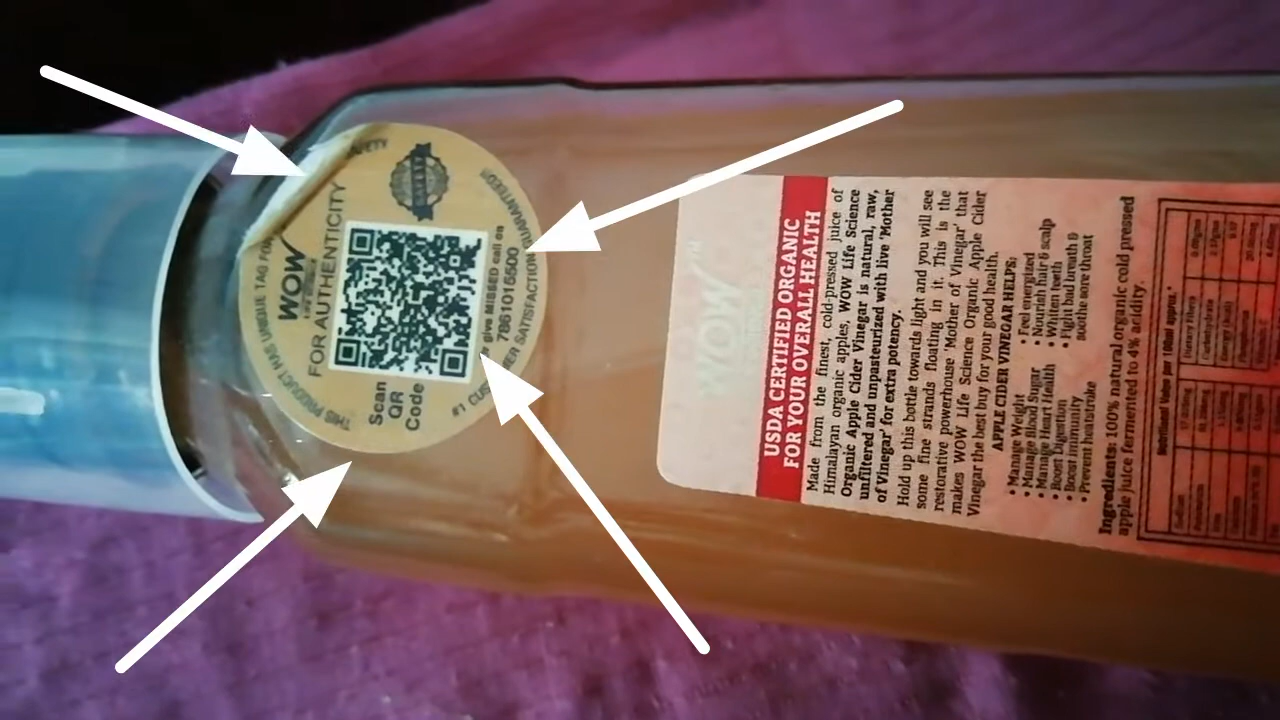 THIS PRODUCT HAS UNIQUE TAG FOR
SAFETY
WOW
LIFE SCIENCE
FOR AUTHENTICITY
Scan
QR
Code
give MISSED call on
7861016500
#1 CUSTOMER SATISFACTION GUARANTEED!!
WOW
USDA CERTIFIED ORGANIC
FOR YOUR OVERALL HEALTH
Made from the finest, cold-pressed juice of
Himalayan organic apples, WOW Life Science
Organic Apple Cider Vinegar is natural, raw,
unfiltered and unpasteurized with live 'Mother
of Vinegar' for extra potency.
Hold up this bottle towards light and you will see
some fine strands floating in it. This is the
restorative powerhouse 'Mother of Vinegar' that
makes WOW Life Science Organic Apple Cider
Vinegar the best buy for your good health.
APPLE CIDER VINEGAR HELPS:
• Manage Weight
• Manage Blood Sugar
• Manage Heart Health
• Boost Digestion
• Boost immunity
• Prevent heatstroke
• Feel energized
• Nourish hair & scalp
• Whiten teeth
• Fight bad breath &
soothe sore throat
Ingredients: 100% natural organic cold pressed
apple juice fermented to 4% acidity.
Nutritional Value per 100ml approx.*
Sodium
Dietary Fibre
Potassium
Carbohydrate